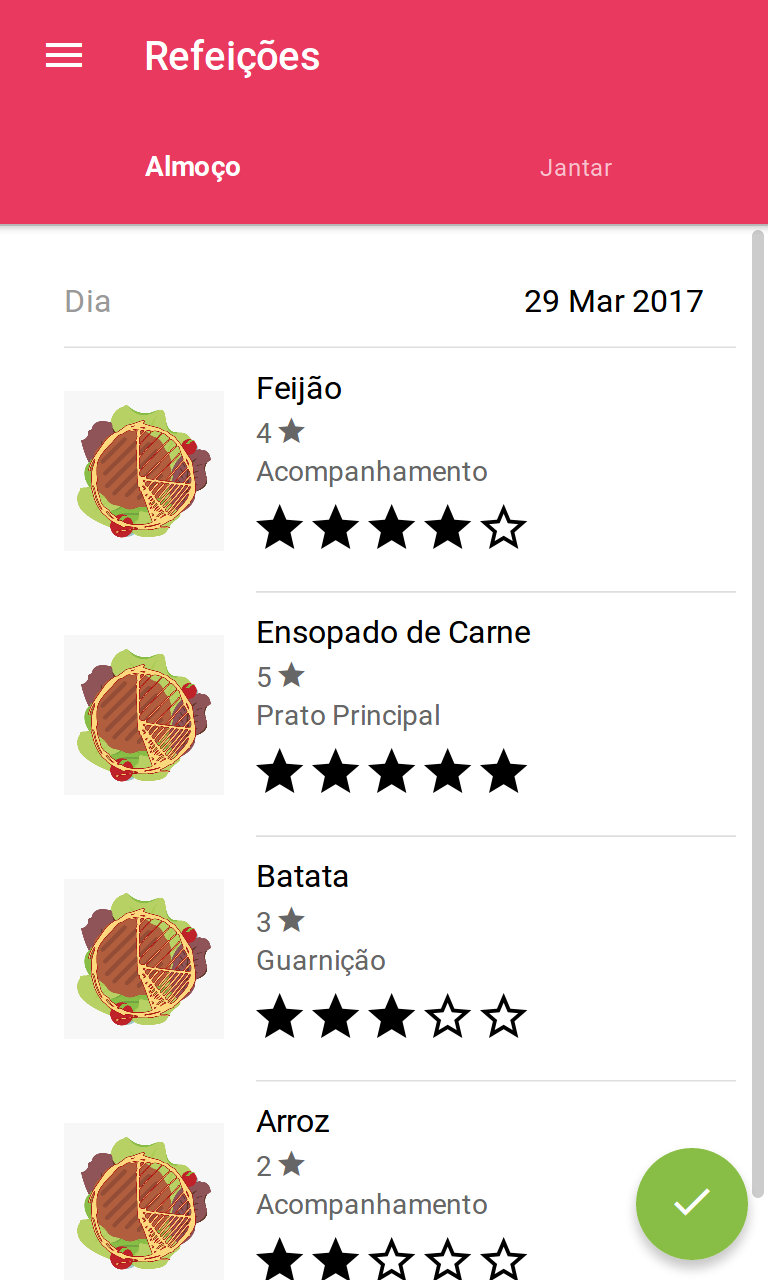 Refeições
Almoço Jantar
Dia 29 Mar 2017
Feijão
4
Acompanhamento
Ensopado de Carne
5
Prato Principal
Batata
3
Guarnição
Arroz
2
Acompanhamento